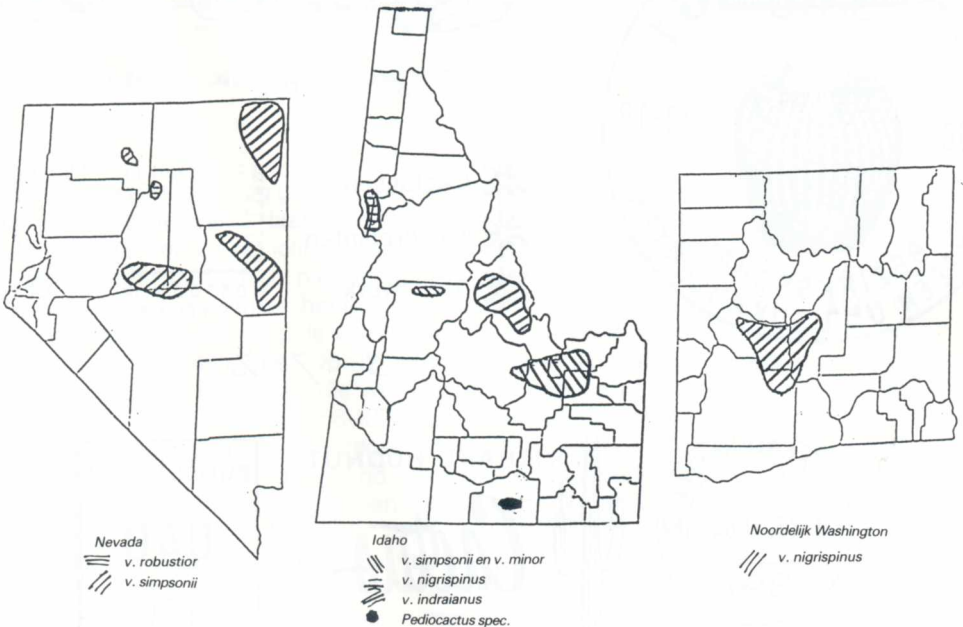 Nevada
v. robustior
v. simpsonii
Idaho
v. simpsonii en v. minor
v. nigrispinus
v. indraianus
Pediocactus spec.
Noordelijk Washington
v. nigrispinus